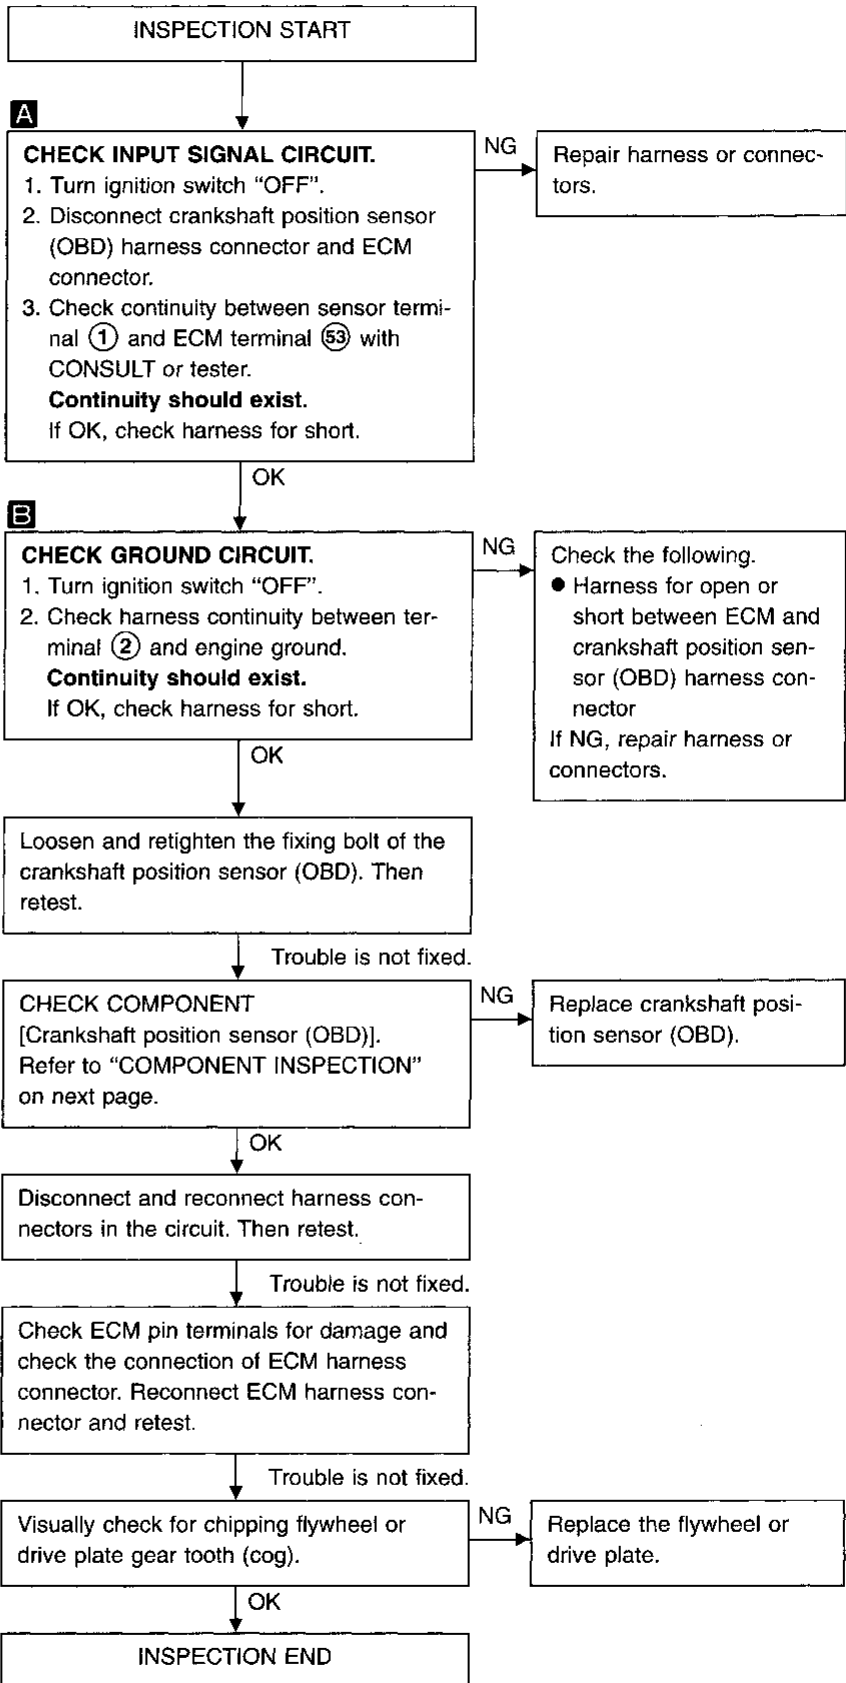 INSPECTION START
A
CHECK INPUT SIGNAL CIRCUIT.
1. Turn ignition switch “OFF”.
2. Disconnect crankshaft position sensor
(OBD) harness connector and ECM
connector.
3. Check continuity between sensor termi-
nal ① and ECM terminal 53 with
CONSULT or tester.
Continuity should exist.
If OK, check harness for short.
NG
Repair harness or connec-
tors.
OK
B
CHECK GROUND CIRCUIT.
1. Turn ignition switch “OFF”.
2. Check harness continuity between ter-
minal ② and engine ground.
Continuity should exist.
If OK, check harness for short.
NG
Check the following.
● Harness for open or
short between ECM and
crankshaft position sen-
sor (OBD) harness con-
nector
If NG, repair harness or
connectors.
OK
Loosen and retighten the fixing bolt of the
crankshaft position sensor (OBD). Then
retest.
Trouble is not fixed.
CHECK COMPONENT
[Crankshaft position sensor (OBD)].
Refer to “COMPONENT INSPECTION”
on next page.
NG
Replace crankshaft posi-
tion sensor (OBD).
OK
Disconnect and reconnect harness con-
nectors in the circuit. Then retest.
Trouble is not fixed.
Check ECM pin terminals for damage and
check the connection of ECM harness
connector. Reconnect ECM harness con-
nector and retest.
Trouble is not fixed.
Visually check for chipping flywheel or
drive plate gear tooth (cog).
NG
Replace the flywheel or
drive plate.
OK
INSPECTION END